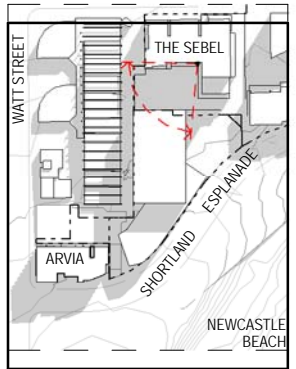 THE SEBEL
WATT STREET
ESPLANADE
SHORTLAND
ARVIA
NEWCASTLE
BEACH